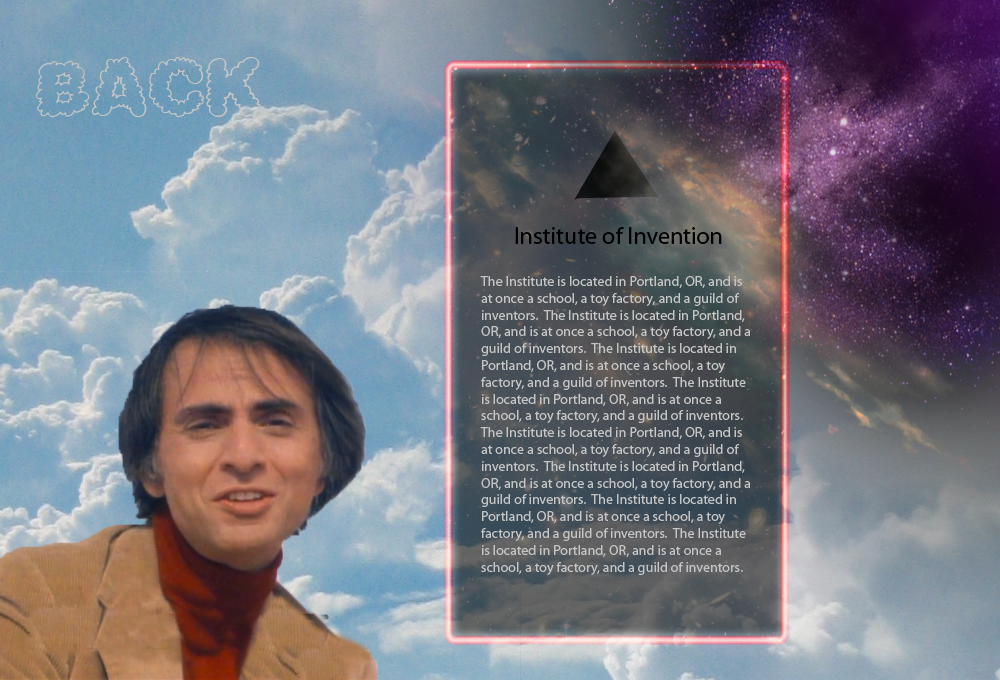 BACK
Institute of Invention
The Institute is located in Portland, OR, and is
at once a school, a toy factory, and a guild of
inventors. The Institute is located in Portland,
OR, and is at once a school, a toy factory, and a
guild of inventors. The Institute is located in
Portland, OR, and is at once a school, a toy
factory, and a guild of inventors. The Institute
is located in Portland, OR, and is at once a
school, a toy factory, and a guild of inventors.
The Institute is located in Portland, OR, and is
at once a school, a toy factory, and a guild of
inventors. The Institute is located in Portland,
OR, and is at once a school, a toy factory, and a
guild of inventors. The Institute is located in
Portland, OR, and is at once a school, a toy
factory, and a guild of inventors. The Institute
is located in Portland, OR, and is at once a
school, a toy factory, and a guild of inventors.